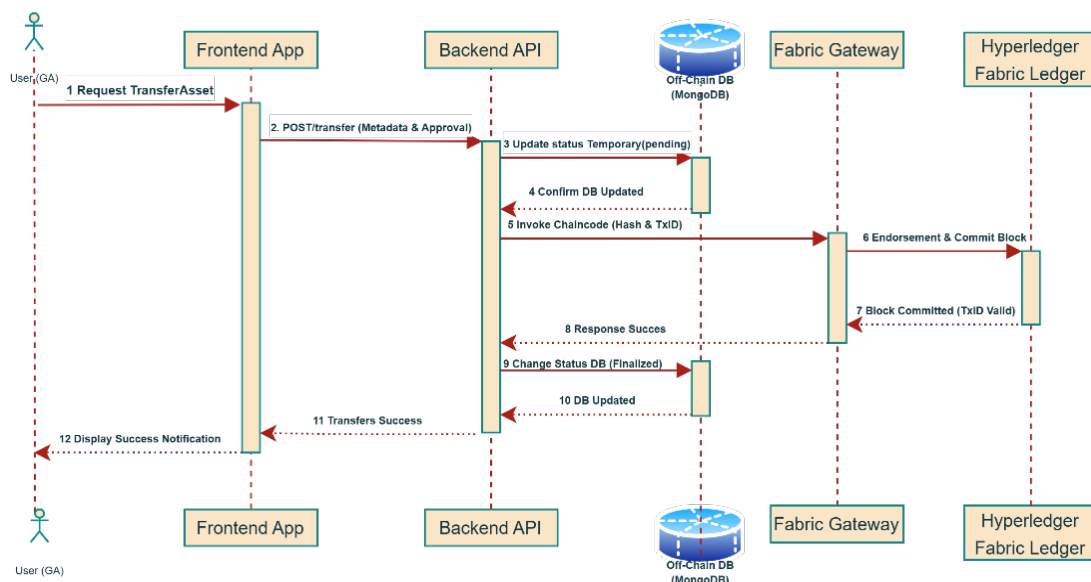 User (GA)
Frontend App
Backend API
Off-Chain DB
(MongoDB)
Fabric Gateway
Hyperledger
Fabric Ledger
1 Request TransferAsset
2. POST/transfer (Metadata & Approval)
3 Update status Temporary(pending)
4 Confirm DB Updated
5 Invoke Chaincode (Hash & TxID)
6 Endorsement & Commit Block
7 Block Committed (TxID Valid)
8 Response Succes
9 Change Status DB (Finalized)
10 DB Updated
11 Transfers Success
12 Display Success Notification
User (GA)
Frontend App
Backend API
Off-Chain DB
(MongoDB)
Fabric Gateway
Hyperledger
Fabric Ledger